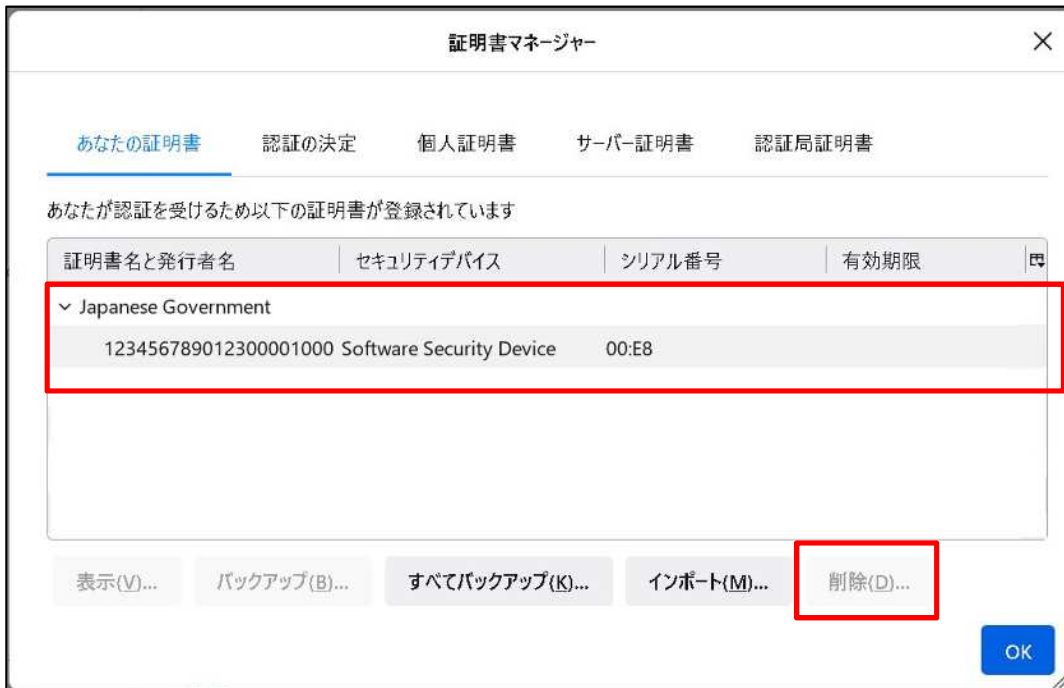 証明書マネージャー
あなたの証明書 認証の決定 個人証明書 サーバー証明書 認証局証明書
あなたが認証を受けるため以下の証明書が登録されています
証明書名と発行者名 セキュリティデバイス シリアル番号 有効期限
Japanese Government
123456789012300001000 Software Security Device 00:E8
表示(V)... バックアップ(B)... すべてバックアップ(K)... インポート(M)... 削除(D)...
OK